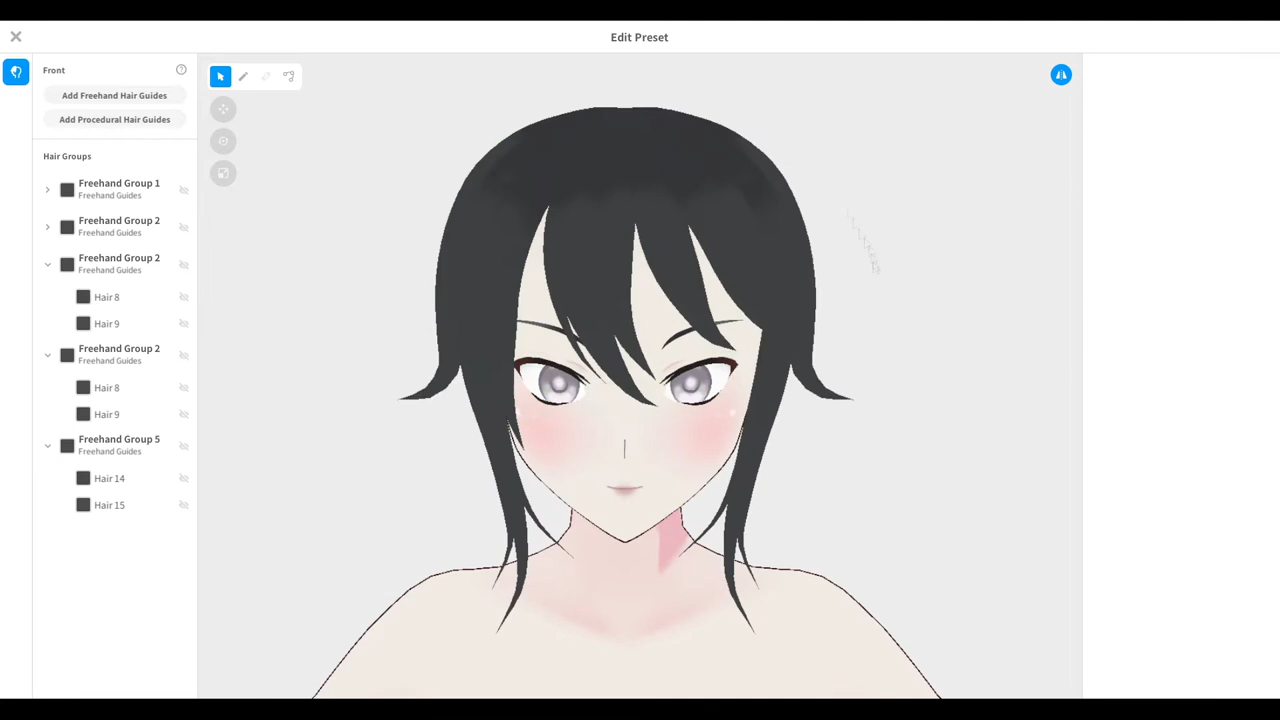 Edit Preset
Front
Add Freehand Hair Guides
Add Procedural Hair Guides
Hair Groups
Freehand Group 1
Freehand Guides
Freehand Group 2
Freehand Guides
Freehand Group 2
Freehand Guides
Hair 8
Hair 9
Freehand Group 2
Freehand Guides
Hair 8
Hair 9
Freehand Group 5
Freehand Guides
Hair 14
Hair 15